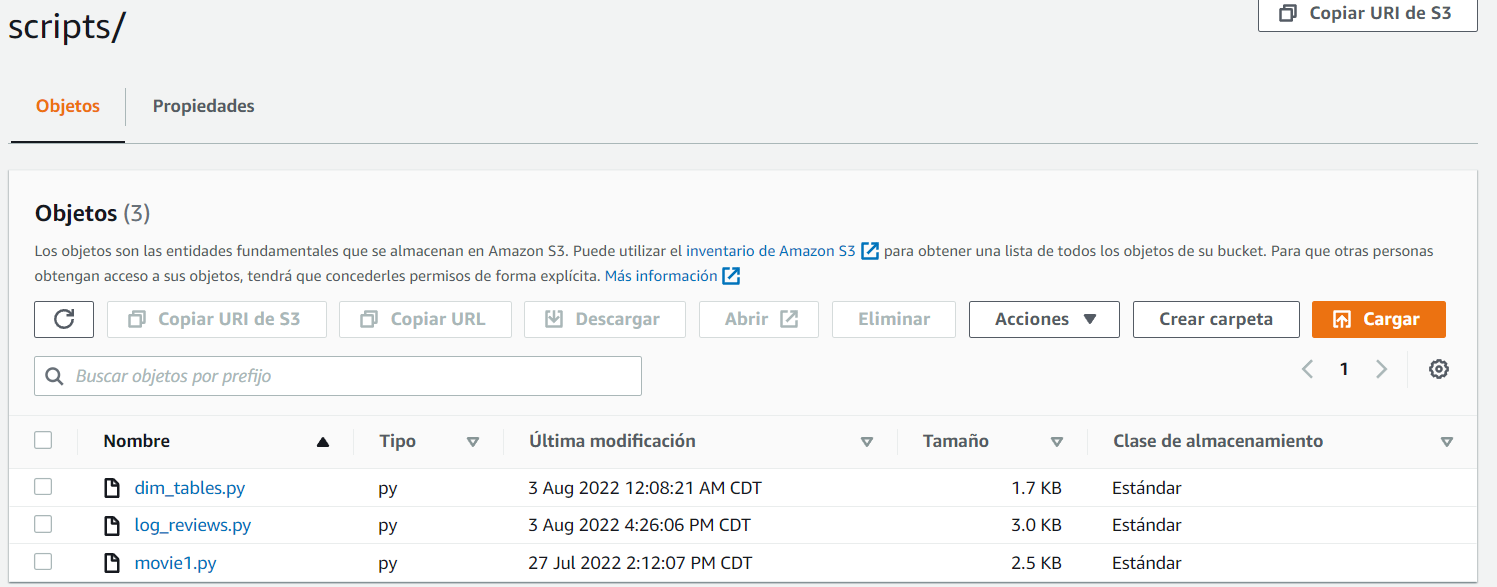 scripts/
Copiar URI de S3
Objetos
Propiedades
Objetos (3)
Los objetos son las entidades fundamentales que se almacenan en Amazon S3. Puede utilizar el inventario de Amazon S3 para obtener una lista de todos los objetos de su bucket. Para que otras personas
obtengan acceso a sus objetos, tendrá que concederles permisos de forma explícita. Más información
Copiar URI de S3 Copiar URL Descargar Abrir Eliminar Acciones Crear carpeta Cargar
Buscar objetos por prefijo
1
Nombre Tipo Última modificación Tamaño Clase de almacenamiento
dim_tables.py py 3 Aug 2022 12:08:21 AM CDT 1.7 KB Estándar
log_reviews.py py 3 Aug 2022 4:26:06 PM CDT 3.0 KB Estándar
movie1.py py 27 Jul 2022 2:12:07 PM CDT 2.5 KB Estándar